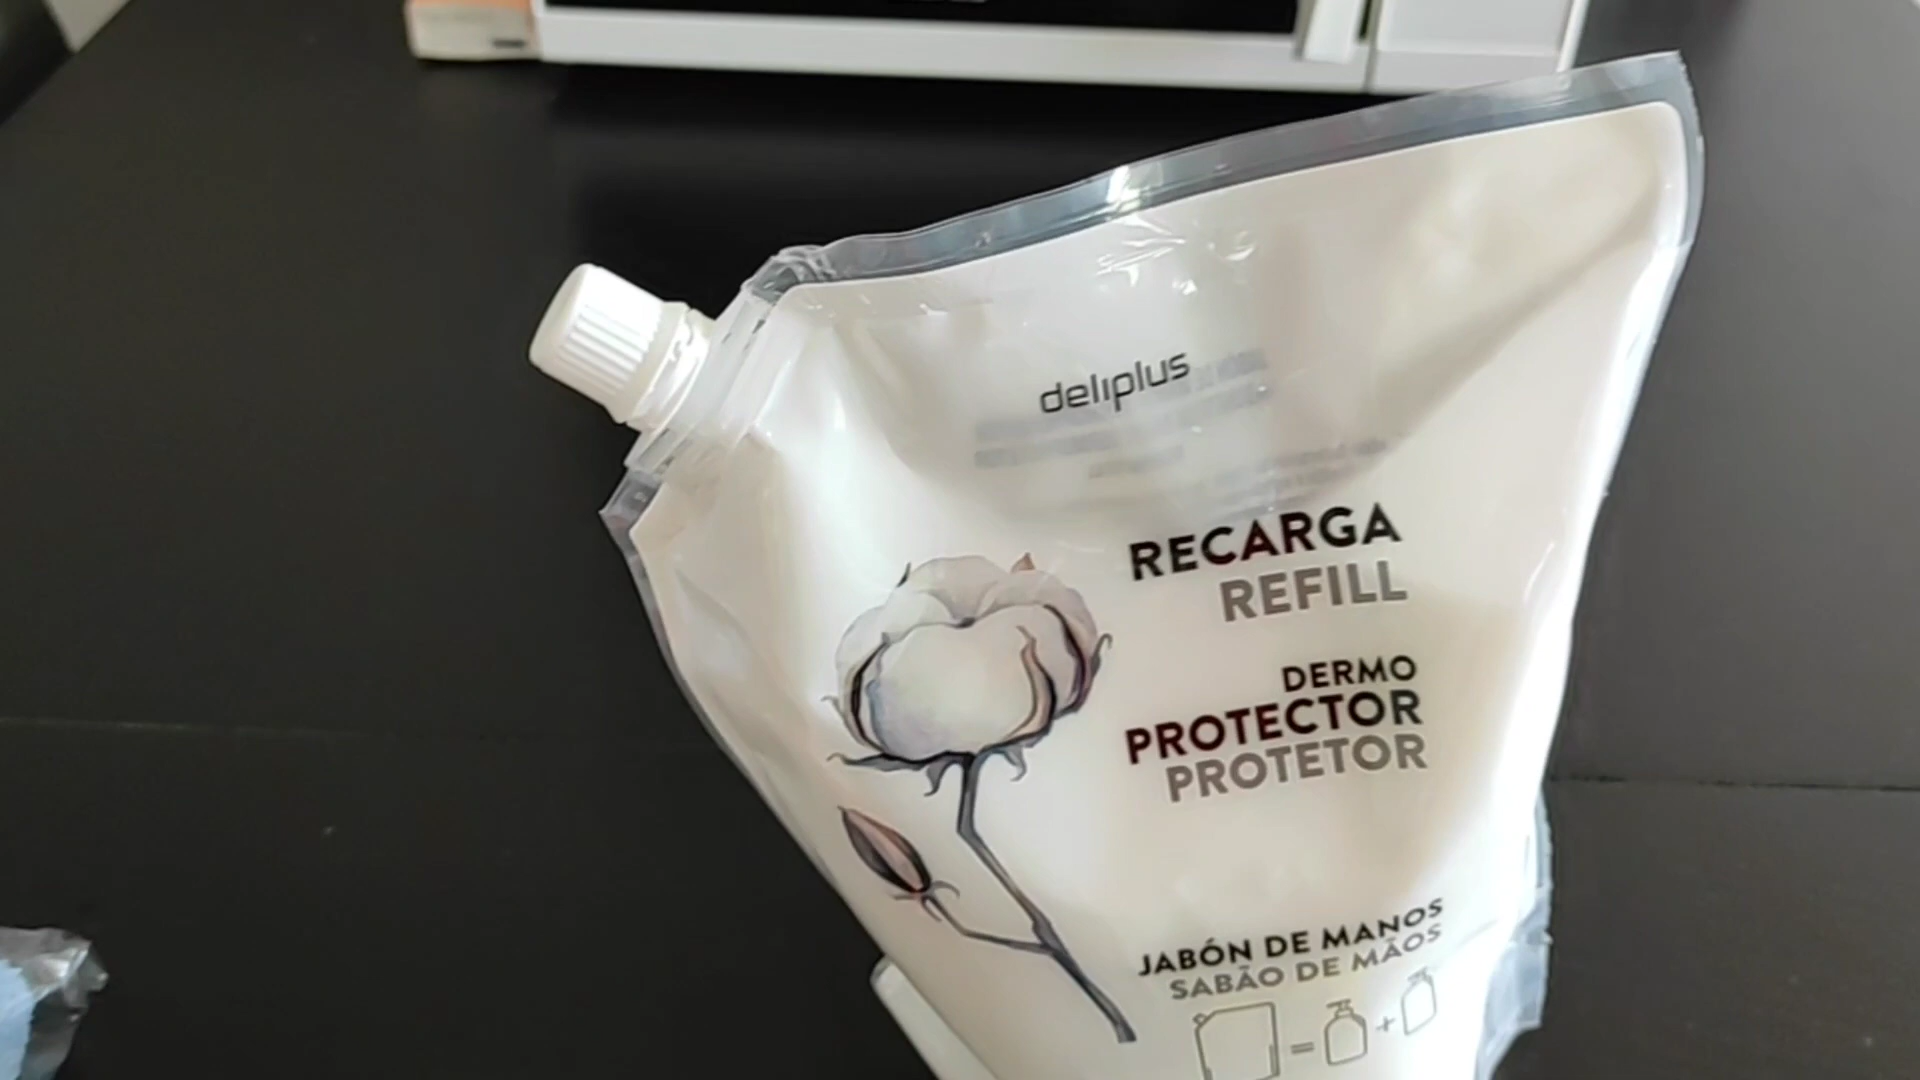 deliplus
RECARGA
REFILL
DERMO
PROTECTOR
PROTETOR
JABÓN DE MANOS
SABÃO DE MÃOS
= +